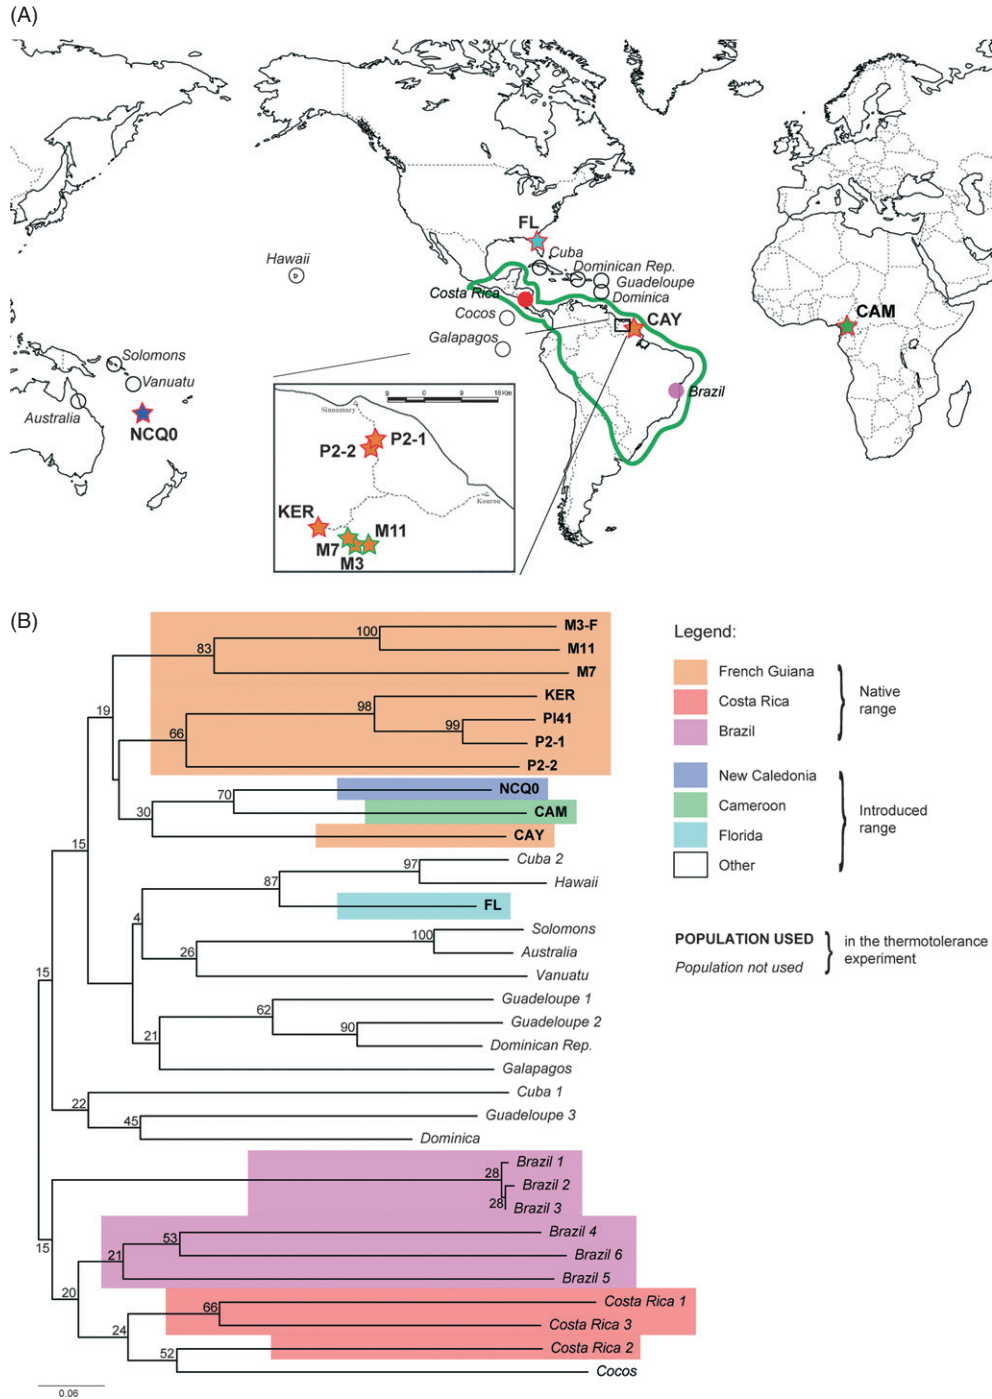 (A)
FL
Cuba
Hawaii
Dominican Rep.
Guadeloupe
Dominica
Costa Rica
Cocos
CAY
CAM
Galapagos
Solomons
Vanuatu
Australia
NCQ0
Brazil
9 0 9 18 Km
Sinnamary
P2-1
P2-2
Kourou
KER
M11
M7
M3
(B)
M3-F
100
M11
83
M7
KER
98
PI41
99
P2-1
66
P2-2
19
NCQ0
70
CAM
30
CAY
15
Cuba 2
97
Hawaii
87
FL
4
Solomons
100
Australia
26
Vanuatu
Guadeloupe 1
62
Guadeloupe 2
90
Dominican Rep.
21
Galapagos
15
Cuba 1
22
Guadeloupe 3
45
Dominica
Brazil 1
28
Brazil 2
28
Brazil 3
Brazil 4
53
Brazil 6
21
Brazil 5
15
20
Costa Rica 1
66
Costa Rica 3
24
Costa Rica 2
52
Cocos
0.06
Legend:
French Guiana
Costa Rica
Brazil
Native
range
New Caledonia
Cameroon
Florida
Other
Introduced
range
POPULATION USED
Population not used
in the thermotolerance
experiment